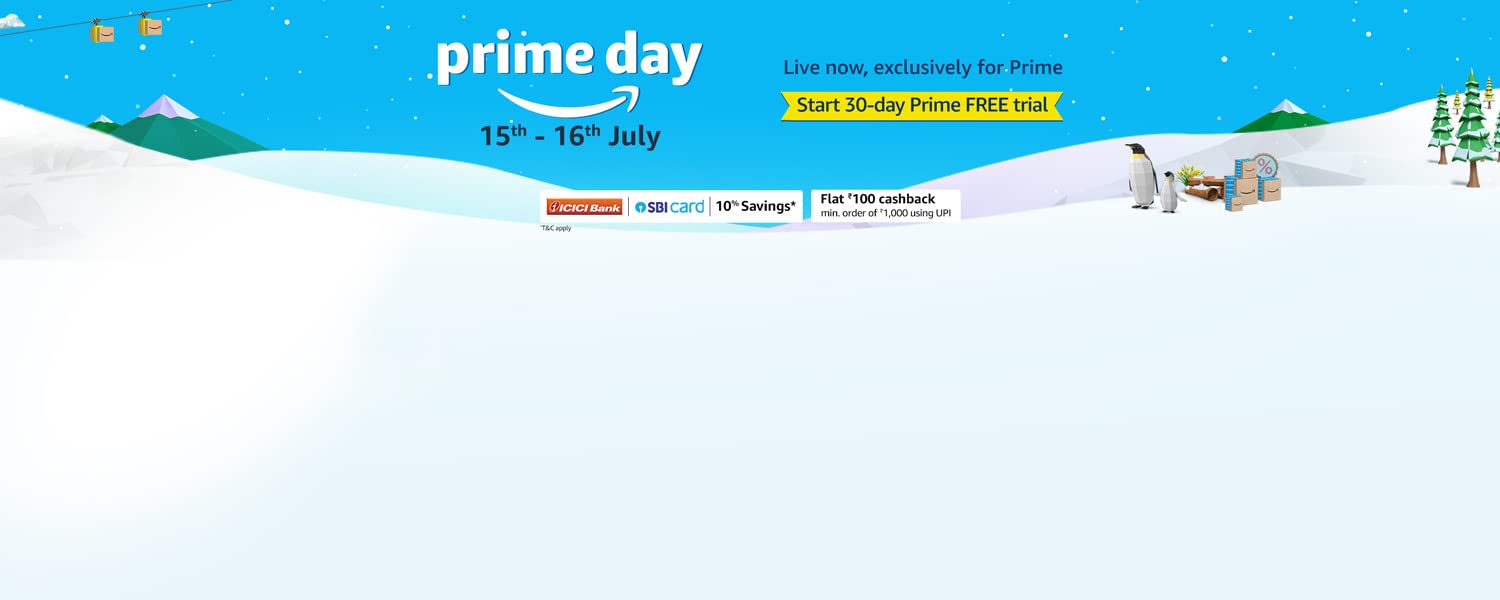 prime day
15th - 16th July
Live now, exclusively for Prime
Start 30-day Prime FREE trial
ICICI Bank | SBI card | 10% Savings*
*T&C apply
Flat ₹100 cashback
min. order of ₹1,000 using UPI
%